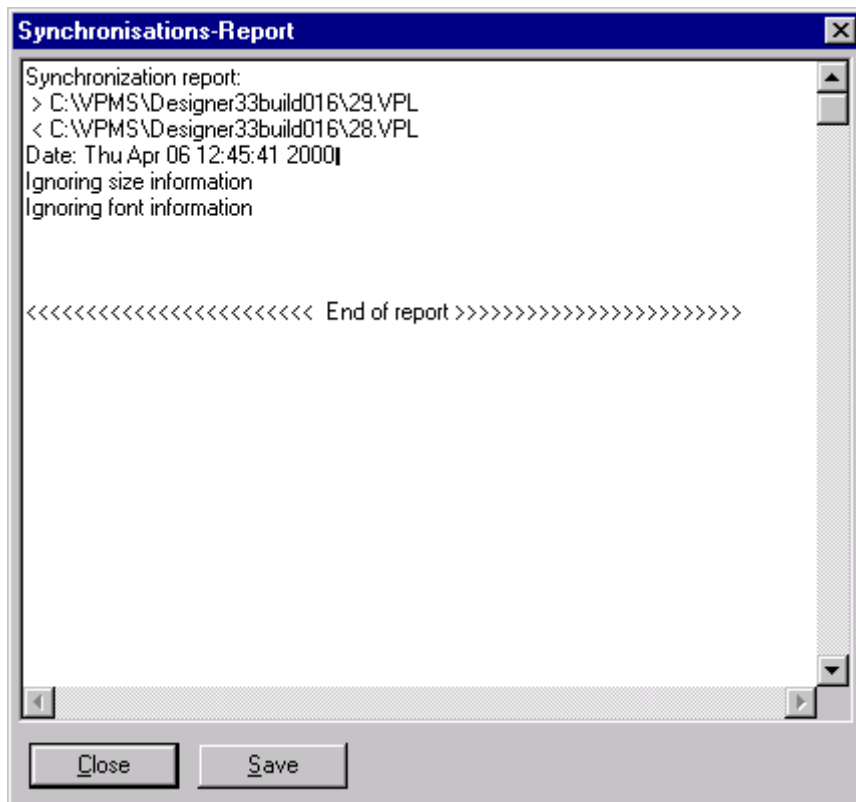 Synchronisations-Report
Synchronization report:
> C:\VPMS\Designer33build016\29.VPL
< C:\VPMS\Designer33build016\28.VPL
Date: Thu Apr 06 12:45:41 2000
Ignoring size information
Ignoring font information
<<<<<<<<<<<<<<<<<<<<<<<< End of report >>>>>>>>>>>>>>>>>>>>>>>>
Close Save